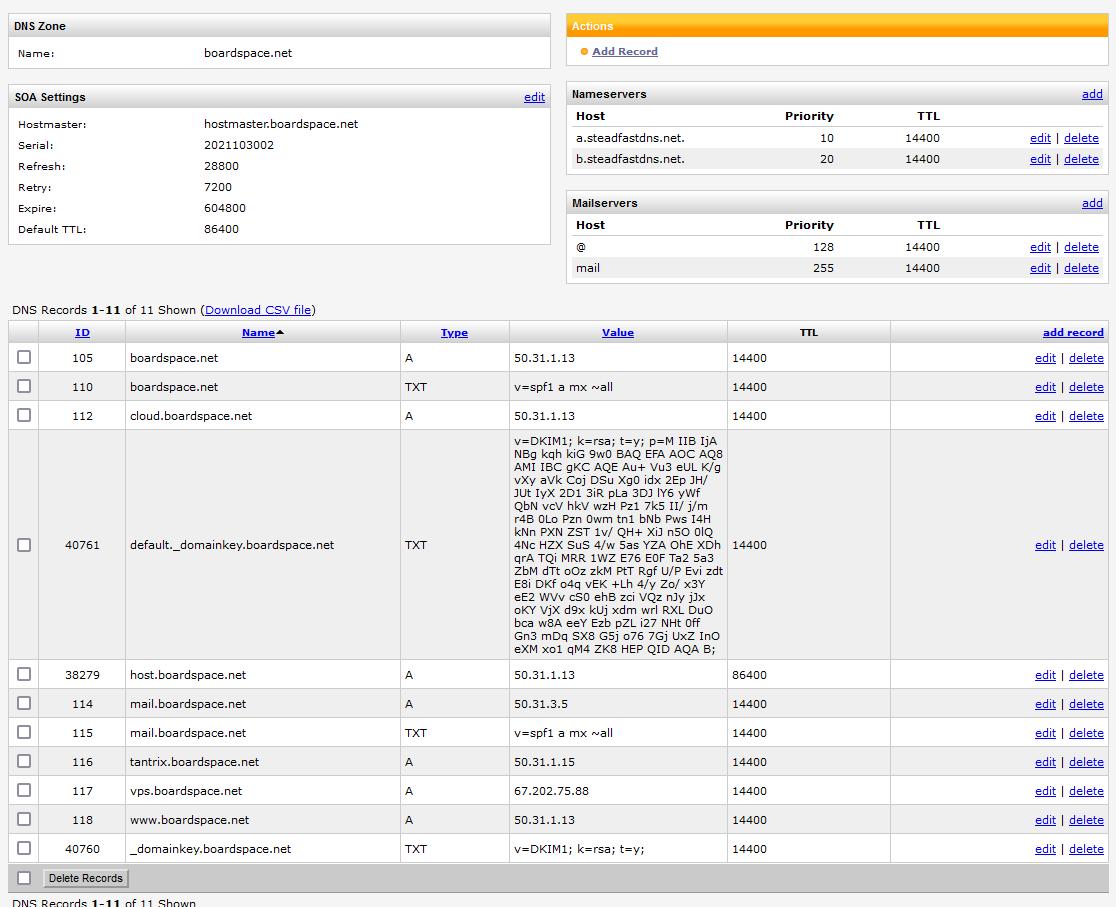 DNS Zone
Name: boardspace.net
SOA Settings edit
Hostmaster: hostmaster.boardspace.net
Serial: 2021103002
Refresh: 28800
Retry: 7200
Expire: 604800
Default TTL: 86400
Actions
Add Record
Nameservers add
Host Priority TTL
a.steadfastdns.net. 10 14400 edit | delete
b.steadfastdns.net. 20 14400 edit | delete
Mailservers add
Host Priority TTL
@ 128 14400 edit | delete
mail 255 14400 edit | delete
DNS Records 1-11 of 11 Shown (Download CSV file)
ID Name Type Value TTL add record
105 boardspace.net A 50.31.1.13 14400 edit | delete
110 boardspace.net TXT v=spf1 a mx ~all 14400 edit | delete
112 cloud.boardspace.net A 50.31.1.13 14400 edit | delete
40761 default._domainkey.boardspace.net TXT
v=DKIM1; k=rsa; t=y; p=M IIB IjA
NBg kqh kiG 9w0 BAQ EFA AOC AQ8
AMI IBC gKC AQE Au+ Vu3 eUL K/g
vXy aVk Coj DSu Xg0 idx 2Ep JH/
JUt IyX 2D1 3iR pLa 3DJ lY6 yWf
QbN vcV hkV wzH Pz1 7k5 II/ j/m
r4B 0Lo Pzn 0wm tn1 bNb Pws I4H
kNn PXN ZST 1v/ QH+ XiJ n5O 0lQ
4Nc HZX SuS 4/w 5as YZA OhE XDh
qrA TQi MRR 1WZ E76 E0F Ta2 5a3
ZbM dTt oOz zkM PtT Rgf U/P Evi zdt
E8i DKf o4q vEK +Lh 4/y Zo/ x3Y
eE2 WVv cS0 ehB zci VQz nJy jJx
oKY VjX d9x kUj xdm wrl RXL DuO
bca w8A eeY Ezb pZL i27 NHt 0ff
Gn3 mDq SX8 G5j o76 7Gj UxZ InO
eXM xo1 qM4 ZK8 HEP QID AQA B;
14400 edit | delete
38279 host.boardspace.net A 50.31.1.13 86400 edit | delete
114 mail.boardspace.net A 50.31.3.5 14400 edit | delete
115 mail.boardspace.net TXT v=spf1 a mx ~all 14400 edit | delete
116 tantrix.boardspace.net A 50.31.1.15 14400 edit | delete
117 vps.boardspace.net A 67.202.75.88 14400 edit | delete
118 www.boardspace.net A 50.31.1.13 14400 edit | delete
40760 _domainkey.boardspace.net TXT v=DKIM1; k=rsa; t=y; 14400 edit | delete
Delete Records
DNS Records 1-11 of 11 Shown